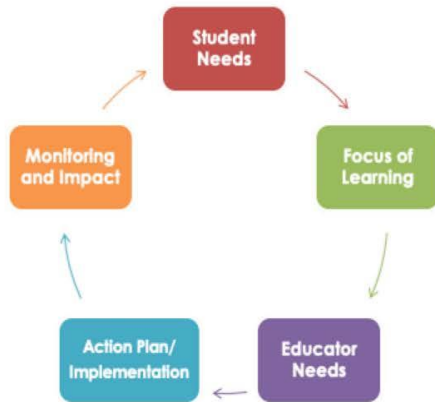 Student
Needs
Focus of
Learning
Educator
Needs
Action Plan/
Implementation
Monitoring
and Impact